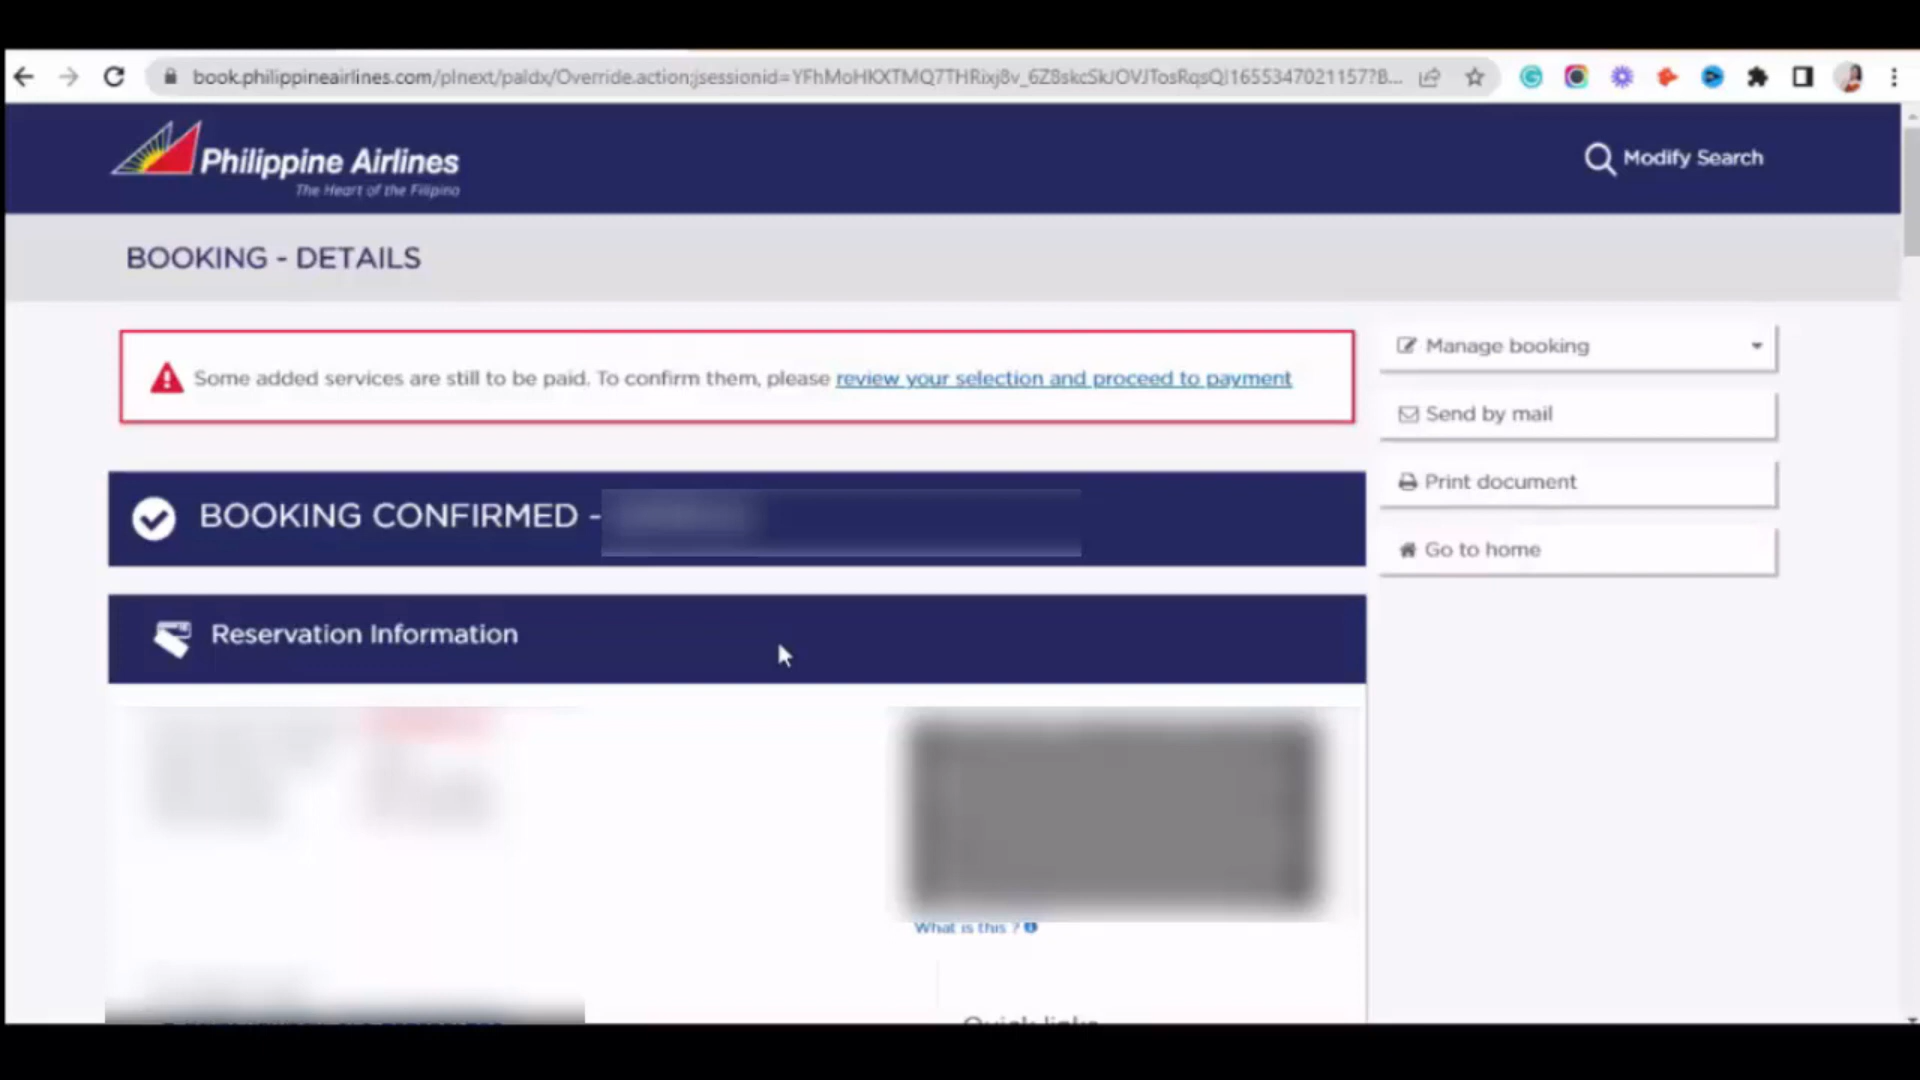 book.philippineairlines.com/plnext/paldx/Override.action;jsessionid=YFhMoHKXTMQ7THRixj8v_6Z8skcSkJOVJTosRqsQ!1655347021157?B...
Philippine Airlines
The Heart of the Filipino
Modify Search
BOOKING - DETAILS
Some added services are still to be paid. To confirm them, please review your selection and proceed to payment
Manage booking
Send by mail
Print document
Go to home
BOOKING CONFIRMED -
Reservation Information
What is this ?
Quick links